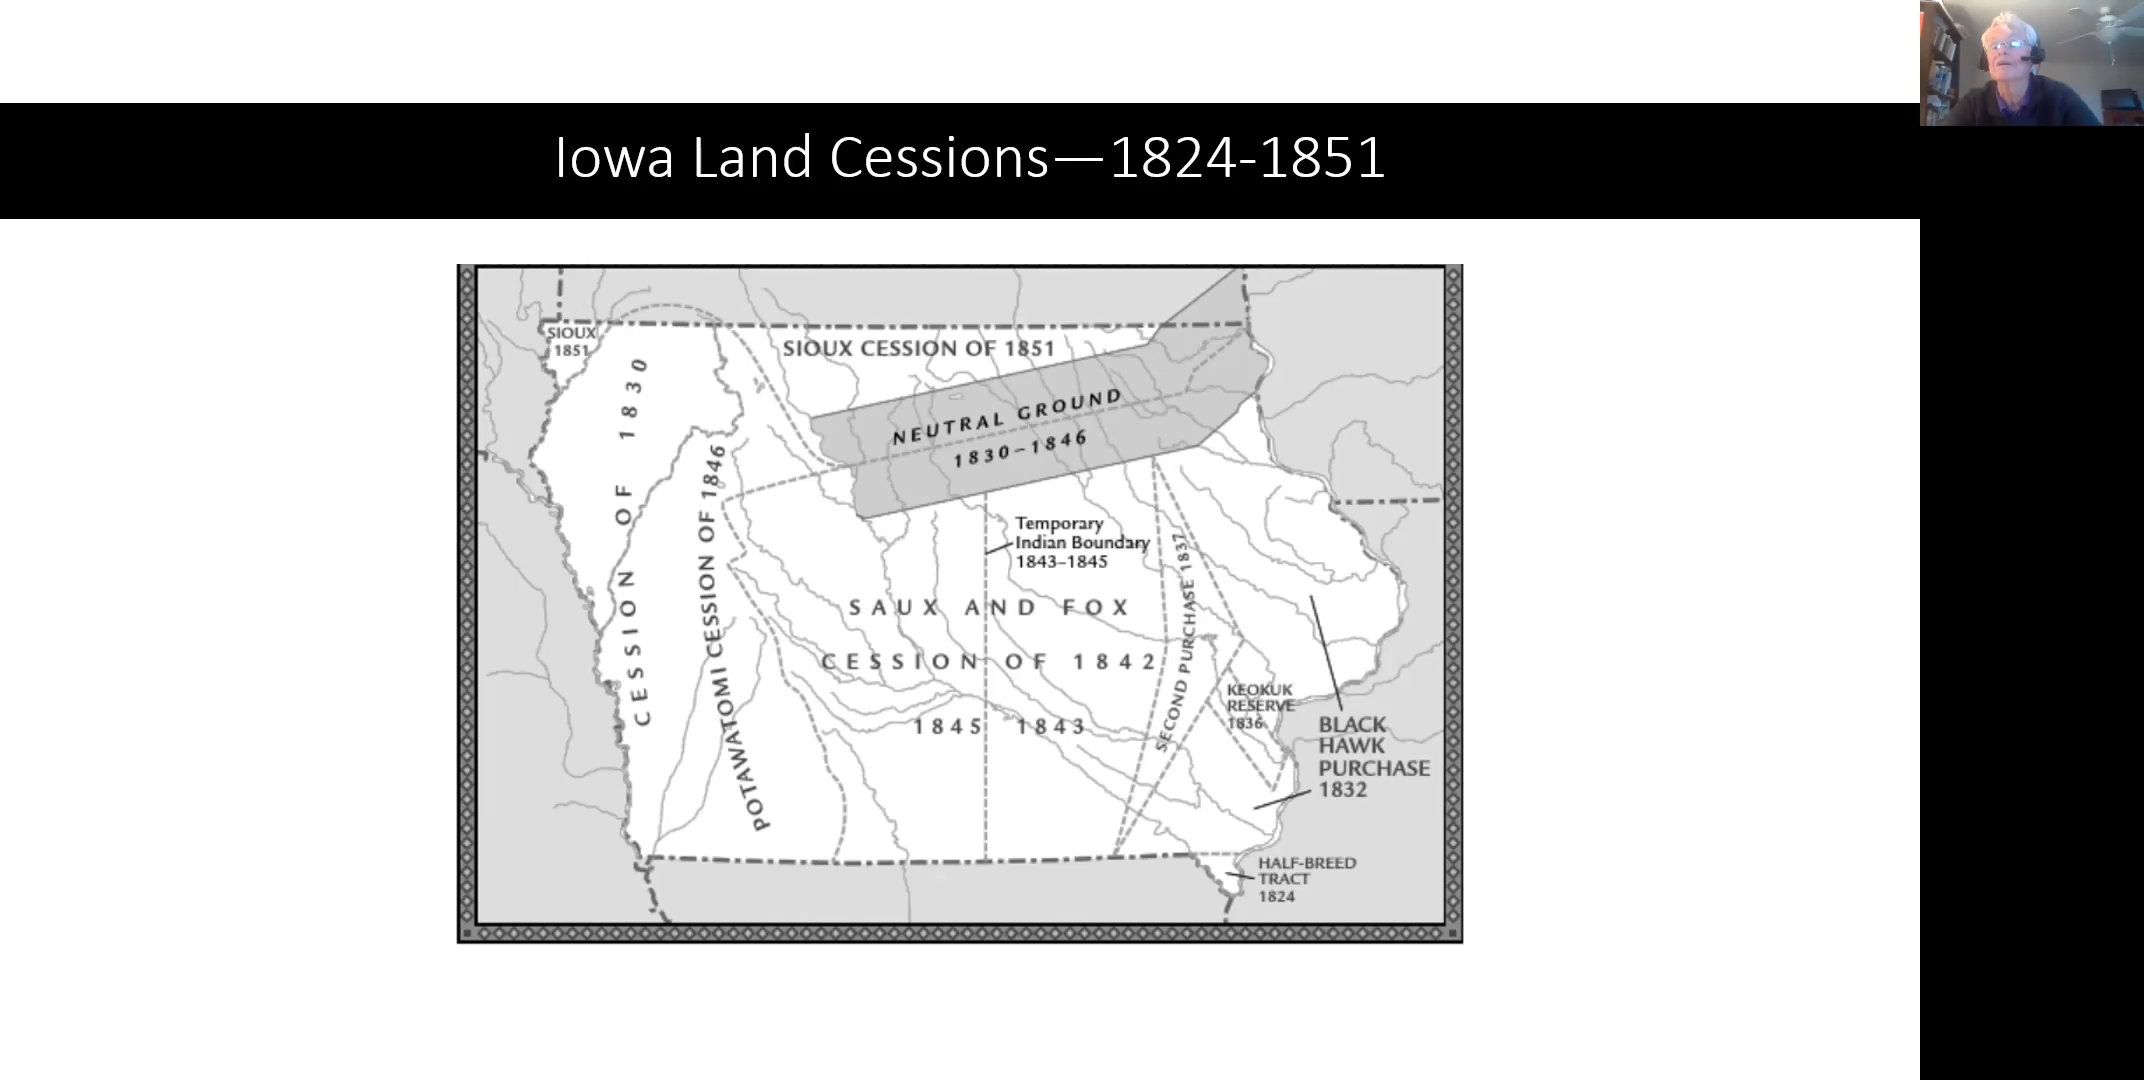 Iowa Land Cessions—1824-1851
SIOUX
1851
SIOUX CESSION OF 1851
CESSION OF 1830
NEUTRAL GROUND
1830–1846
POTAWATOMI CESSION OF 1846
Temporary
Indian Boundary
1843–1845
SECOND PURCHASE 1837
SAUX AND FOX
CESSION OF 1842
1845 1843
KEOKUK
RESERVE
1836
BLACK
HAWK
PURCHASE
1832
HALF-BREED
TRACT
1824